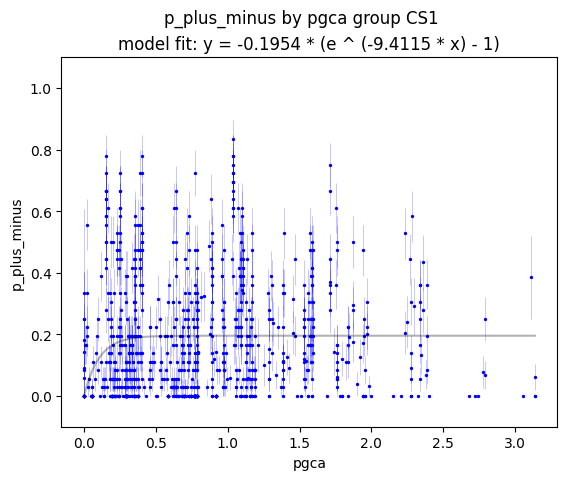 p_plus_minus by pgca group CS1
model fit: y = -0.1954 * (e ^ (-9.4115 * x) - 1)
1.0
0.8
0.6
0.4
0.2
0.0
p_plus_minus
0.0 0.5 1.0 1.5 2.0 2.5 3.0
pgca